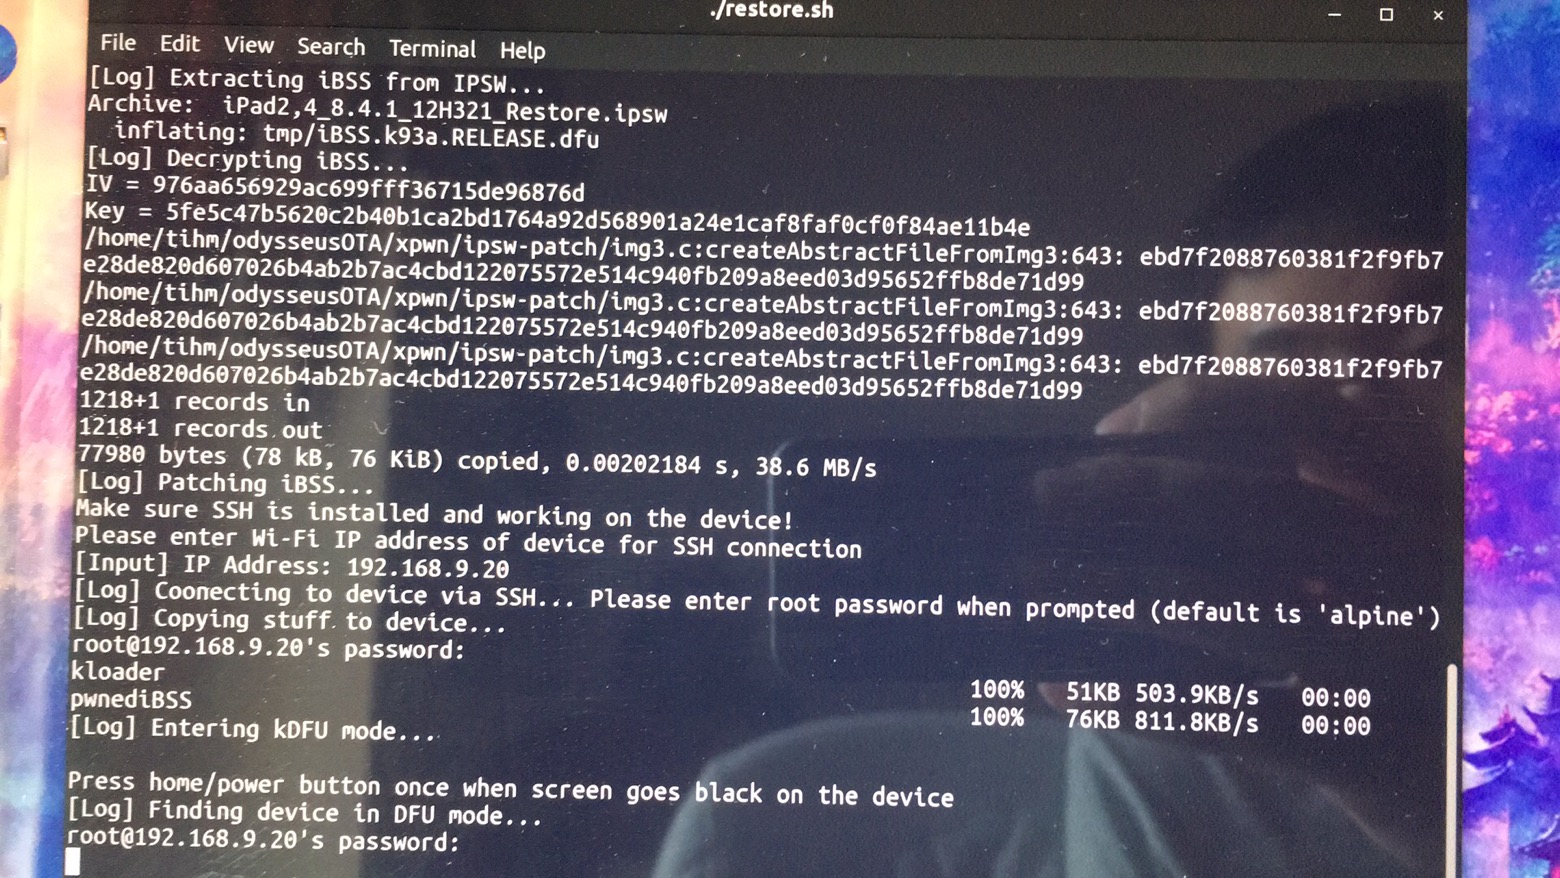 ./restore.sh
File Edit View Search Terminal Help
[Log] Extracting iBSS from IPSW...
Archive:  iPad2,4_8.4.1_12H321_Restore.ipsw
  inflating: tmp/iBSS.k93a.RELEASE.dfu
[Log] Decrypting iBSS...
IV = 976aa656929ac699fff36715de96876d
Key = 5fe5c47b5620c2b40b1ca2bd1764a92d568901a24e1caf8faf0cf0f84ae11b4e
/home/tihm/odysseusOTA/xpwn/ipsw-patch/img3.c:createAbstractFileFromImg3:643: ebd7f2088760381f2f9fb7
e28de820d607026b4ab2b7ac4cbd122075572e514c940fb209a8eed03d95652ffb8de71d99
/home/tihm/odysseusOTA/xpwn/ipsw-patch/img3.c:createAbstractFileFromImg3:643: ebd7f2088760381f2f9fb7
e28de820d607026b4ab2b7ac4cbd122075572e514c940fb209a8eed03d95652ffb8de71d99
/home/tihm/odysseusOTA/xpwn/ipsw-patch/img3.c:createAbstractFileFromImg3:643: ebd7f2088760381f2f9fb7
e28de820d607026b4ab2b7ac4cbd122075572e514c940fb209a8eed03d95652ffb8de71d99
1218+1 records in
1218+1 records out
77980 bytes (78 kB, 76 KiB) copied, 0.00202184 s, 38.6 MB/s
[Log] Patching iBSS...
Make sure SSH is installed and working on the device!
Please enter Wi-Fi IP address of device for SSH connection
[Input] IP Address: 192.168.9.20
[Log] Coonecting to device via SSH... Please enter root password when prompted (default is 'alpine')
[Log] Copying stuff to device...
root@192.168.9.20's password:
kloader 100% 51KB 503.9KB/s 00:00
pwnediBSS 100% 76KB 811.8KB/s 00:00
[Log] Entering kDFU mode...
Press home/power button once when screen goes black on the device
[Log] Finding device in DFU mode...
root@192.168.9.20's password: